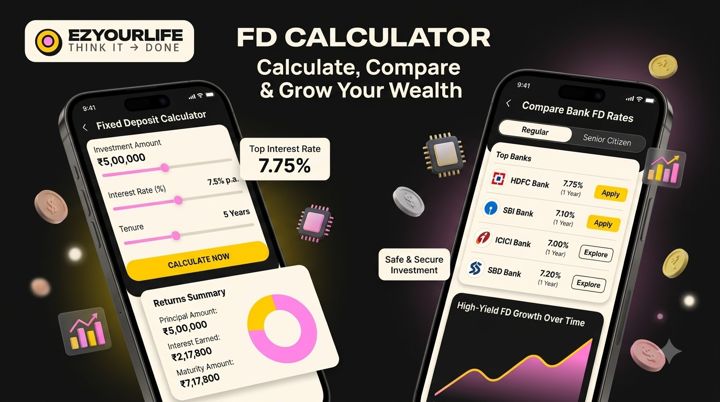 EZYOURLIFE
THINK IT → DONE
FD CALCULATOR
Calculate, Compare
& Grow Your Wealth
9:41
Fixed Deposit Calculator
Investment Amount
₹5,00,000
Interest Rate (%)
7.5% p.a.
Tenure
5 Years
CALCULATE NOW
Top Interest Rate
7.75%
Returns Summary
Principal Amount:
₹5,00,000
Interest Earned:
₹2,17,800
Maturity Amount:
₹7,17,800
Safe & Secure
Investment
9:41
Compare Bank FD Rates
Regular
Senior Citizen
Top Banks
HDFC Bank
7.75%
(1 Year)
Apply
SBI Bank
7.10%
(1 Year)
Apply
ICICI Bank
7.00%
(1 Year)
Explore
SBD Bank
7.20%
(1 Year)
Explore
High-Yield FD Growth Over Time